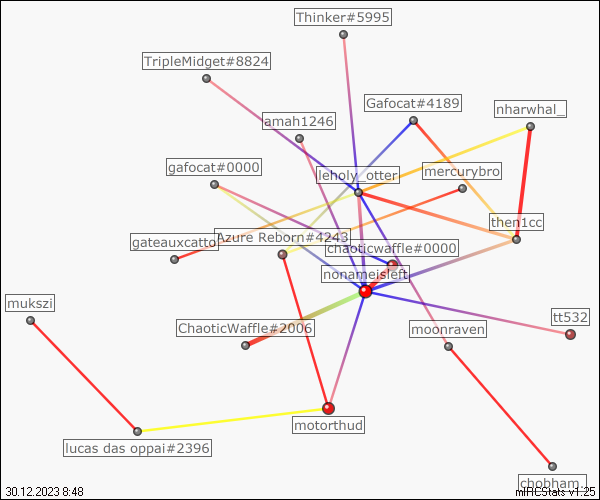 Thinker#5995
TripleMidget#8824
Gafocat#4189
nharwhal_
amah1246
gafocat#0000
leholy_otter
mercurybro
then1cc
gateauxcatto
Azure Reborn#4243
chaoticwaffle#0000
nonameisleft
mukszi
ChaoticWaffle#2006
moonraven
tt532
motorthud
lucas das oppai#2396
chobham_
30.12.2023 8:48
mIRCStats v1.25